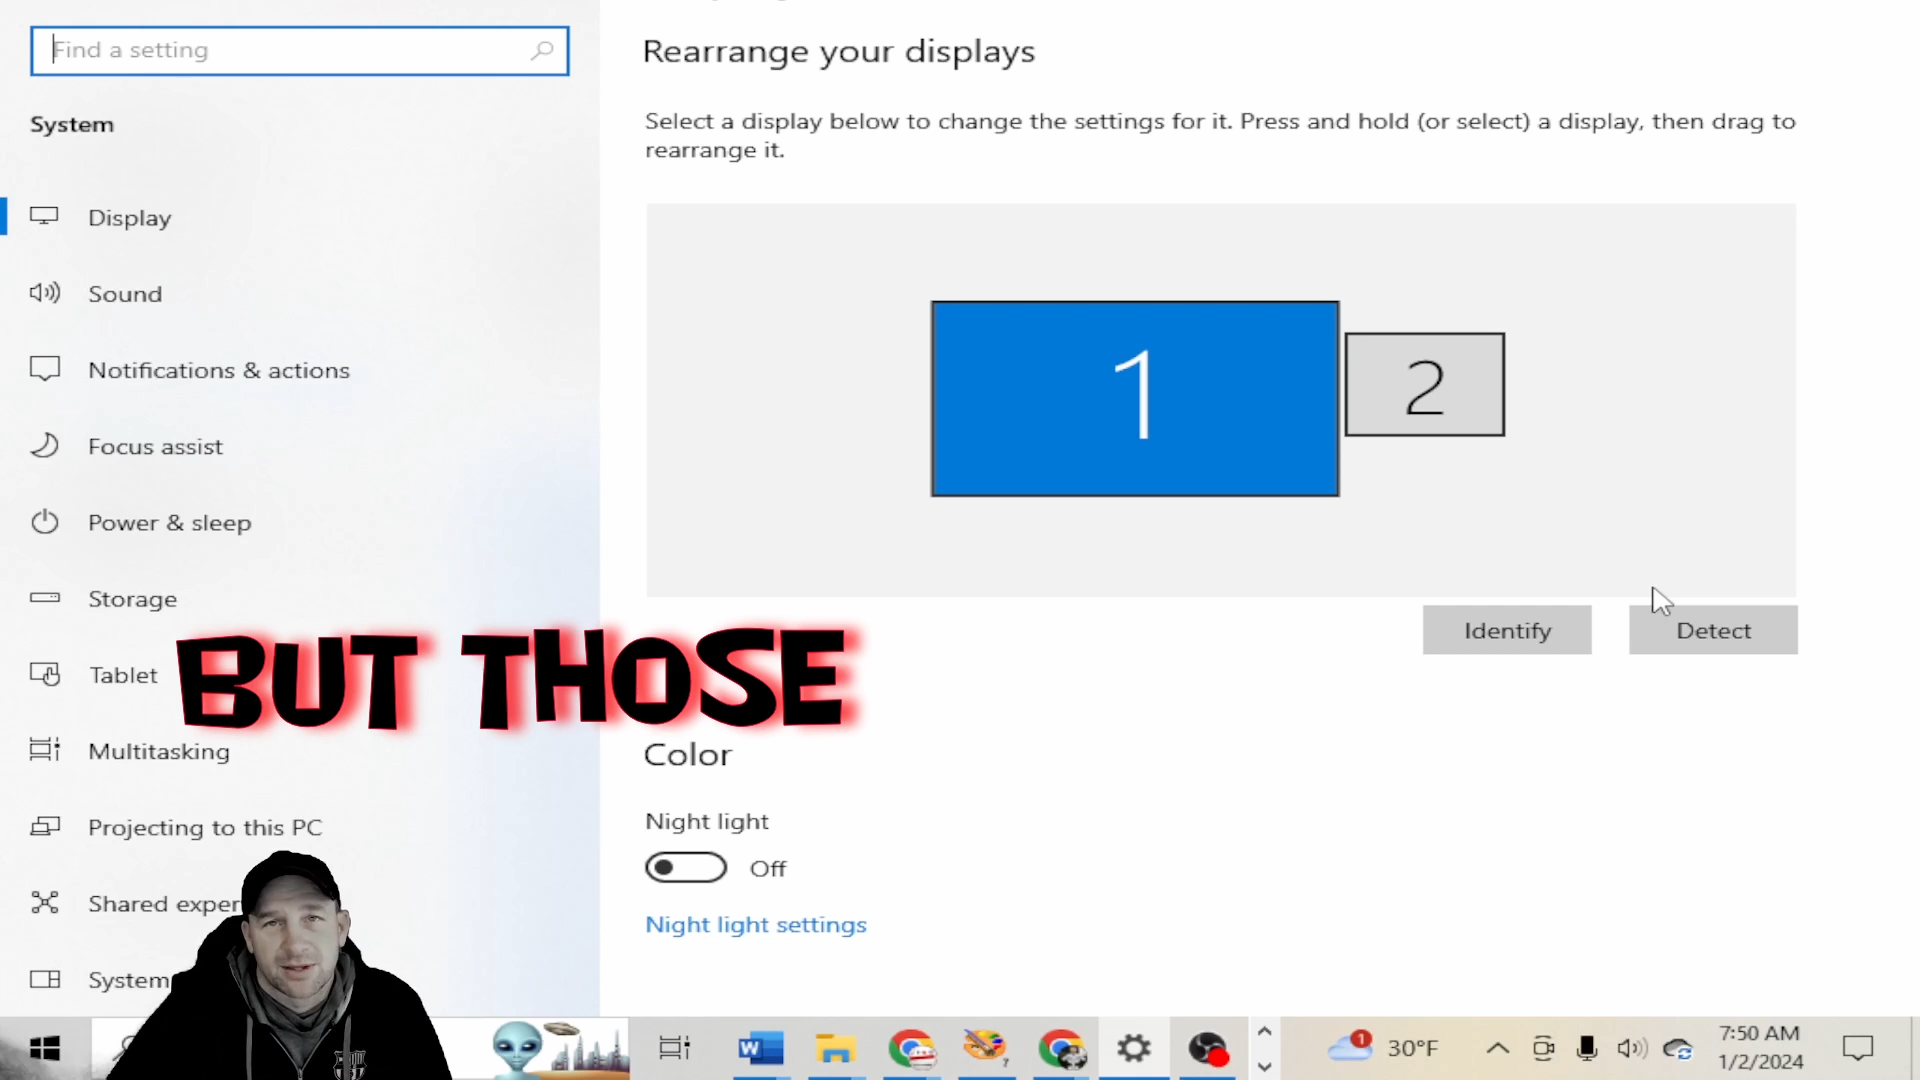 Find a setting
System
Display
Sound
Notifications & actions
Focus assist
Power & sleep
Storage
Tablet
Multitasking
Projecting to this PC
Shared exper
System
BUT THOSE
Rearrange your displays
Select a display below to change the settings for it. Press and hold (or select) a display, then drag to
rearrange it.
1
2
Identify
Detect
Color
Night light
Off
Night light settings
W
1
30°F
7:50 AM
1/2/2024